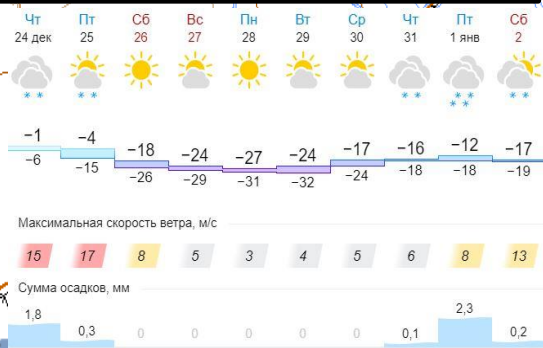 Чт Пт Сб Вс Пн Вт Ср Чт Пт Сб
24 дек 25 26 27 28 29 30 31 1 янв 2
−1 −4 −18 −24 −27 −24 −17 −16 −12 −17
−6 −15 −26 −29 −31 −32 −24 −18 −18 −19
Максимальная скорость ветра, м/с
15 17 8 5 3 4 5 6 8 13
Сумма осадков, мм
1,8 0,3 0 0 0 0 0 0,1 2,3 0,2